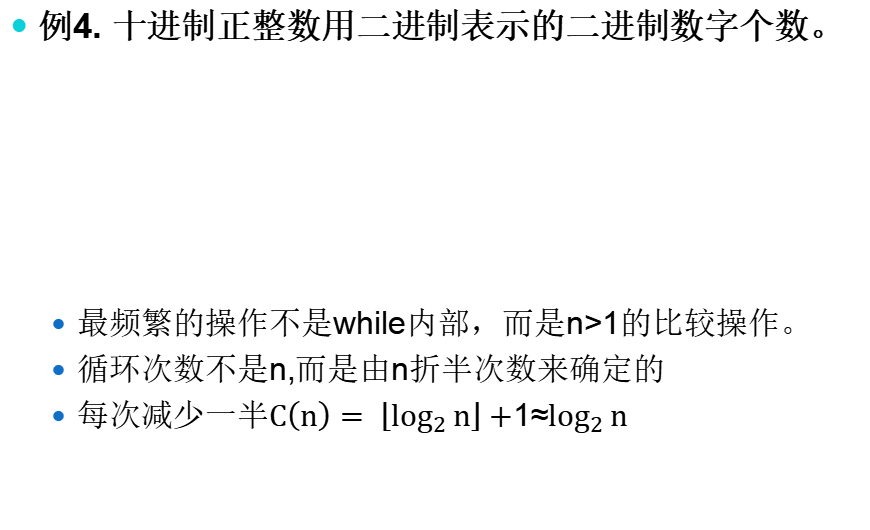 例4. 十进制正整数用二进制表示的二进制数字个数。
最频繁的操作不是while内部，而是n>1的比较操作。
循环次数不是n,而是由n折半次数来确定的
每次减少一半C(n) = ⌊log₂ n⌋ +1≈log₂ n